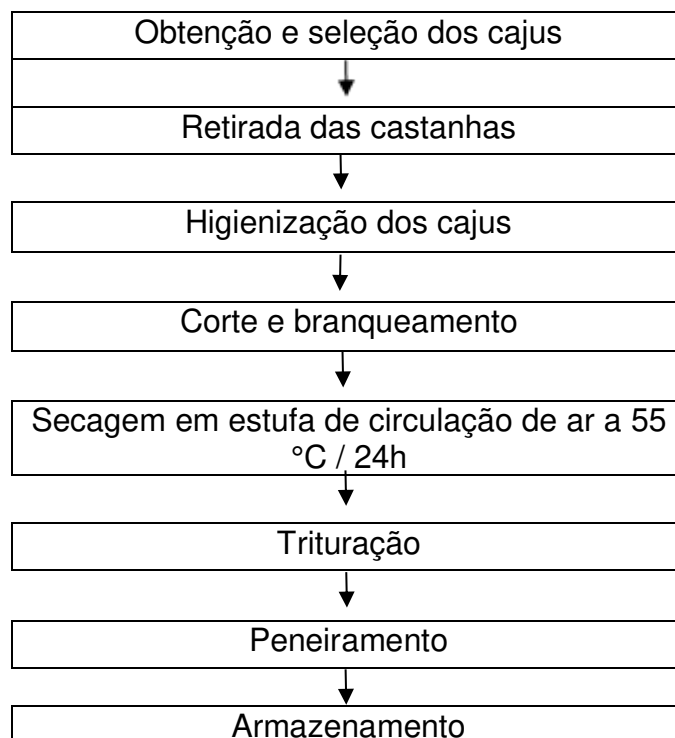 Obtenção e seleção dos cajus
Retirada das castanhas
Higienização dos cajus
Corte e branqueamento
Secagem em estufa de circulação de ar a 55
°C / 24h
Trituração
Peneiramento
Armazenamento